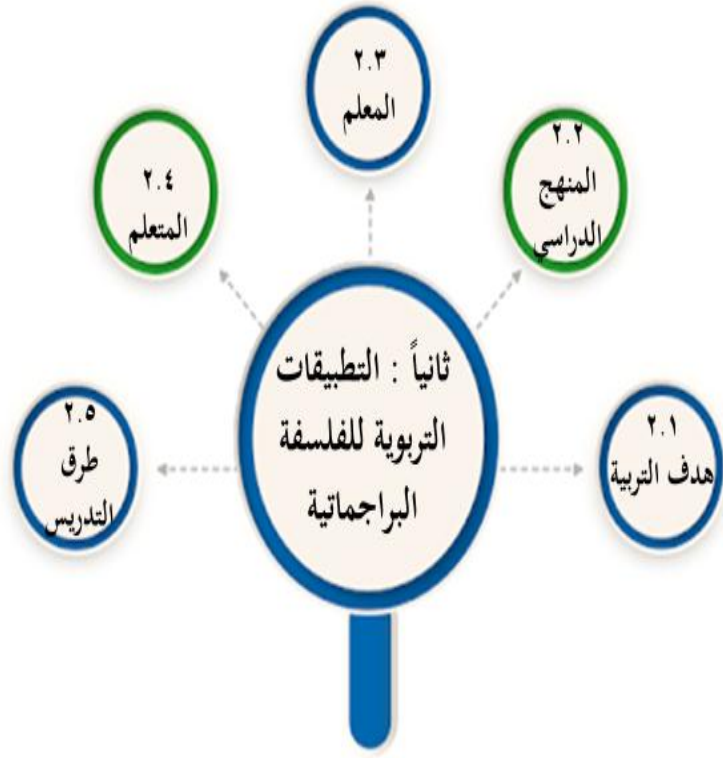 ثانياً : التطبيقات
التربوية للفلسفة
البراجماتية
٢.١
هدف التربية
٢.٢
المنهج
الدراسي
٢.٣
المعلم
٢.٤
المتعلم
٢.٥
طرق
التدريس